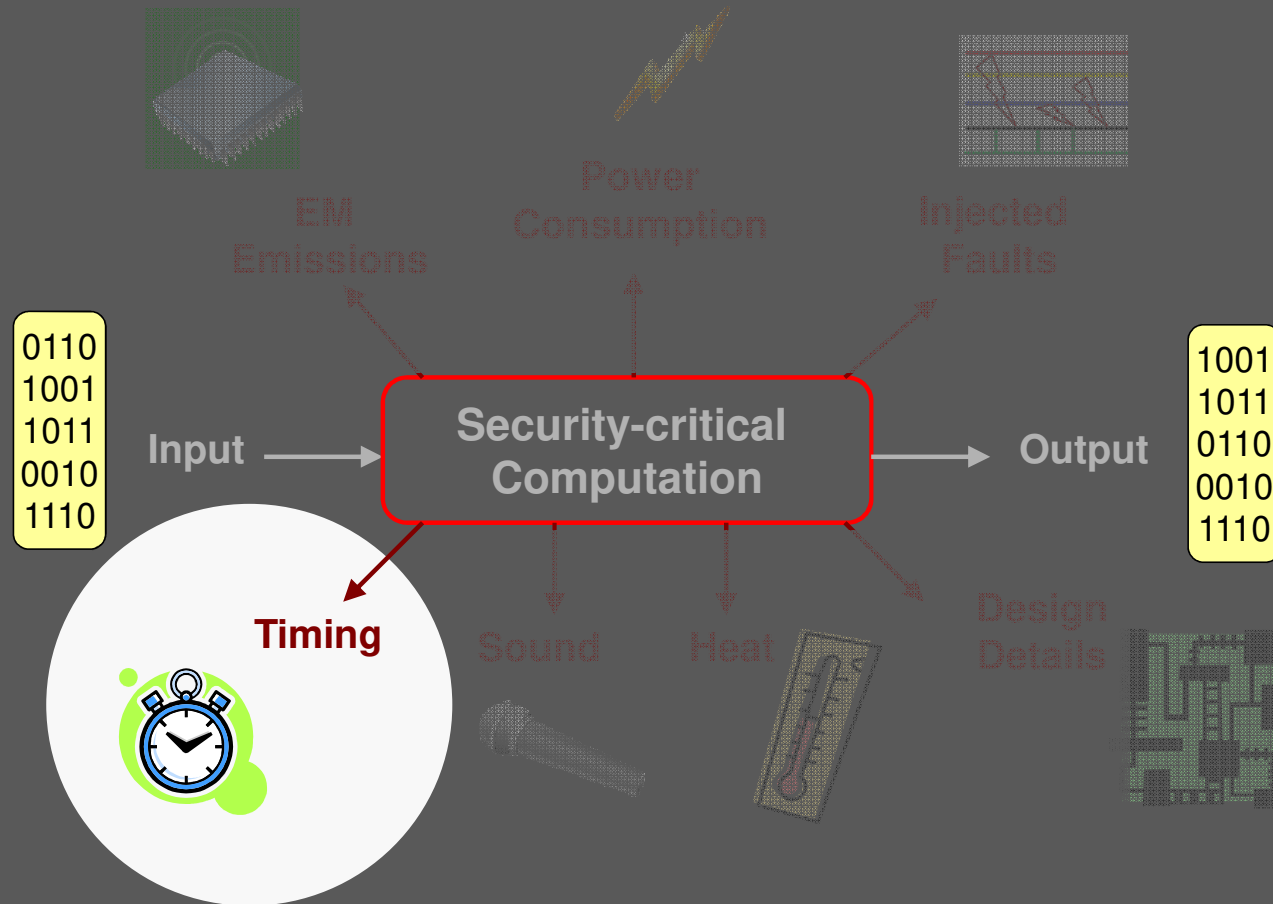 Power
Consumption
EM
Emissions
Injected
Faults
0110
1001
1011
0010
1110
Input
Security-critical
Computation
Output
1001
1011
0110
0010
1110
Timing
Sound
Heat
Design
Details